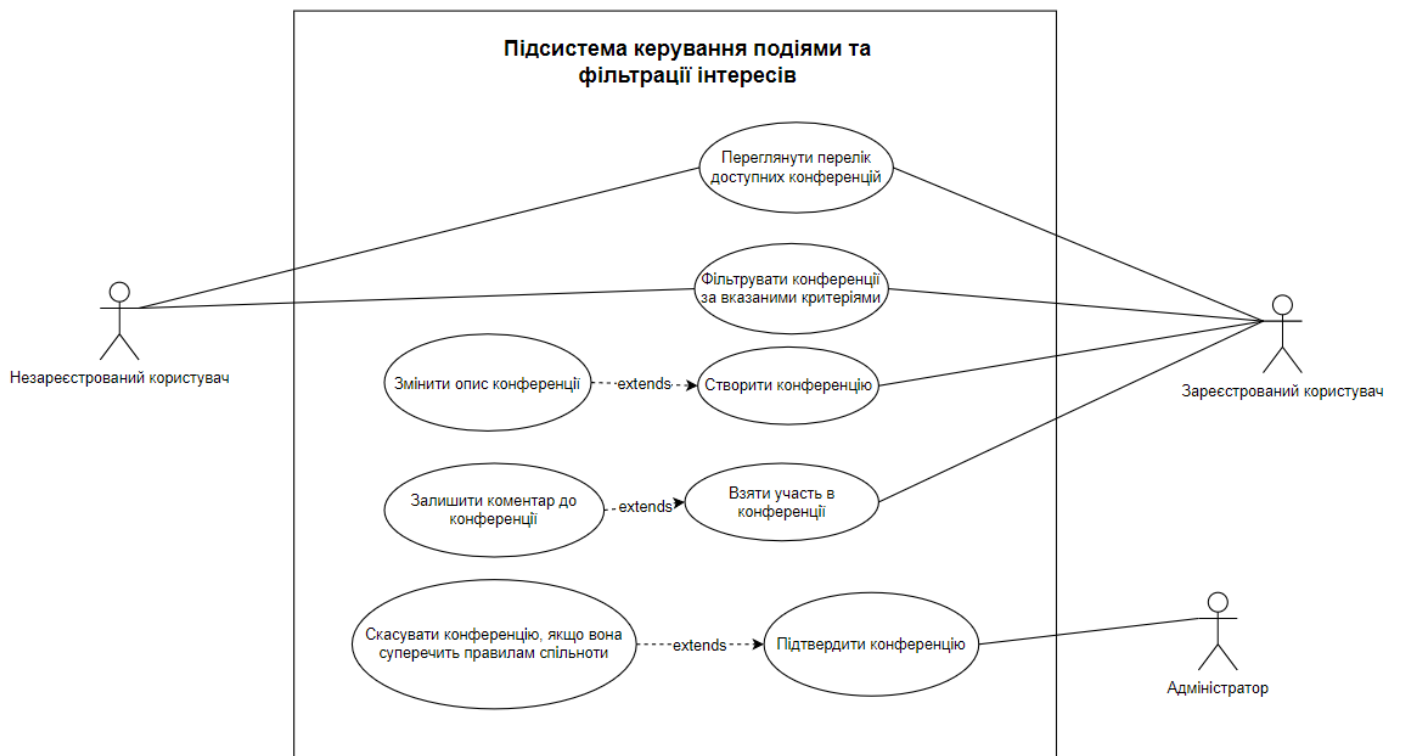 Підсистема керування подіями та
фільтрації інтересів
Переглянути перелік
доступних конференцій
Фільтрувати конференції
за вказаними критеріями
Незареєстрований користувач
Змінити опис конференції
extends
Створити конференцію
Зареєстрований користувач
Залишити коментар до
конференції
extends
Взяти участь в
конференції
Скасувати конференцію, якщо вона
суперечить правилам спільноти
extends
Підтвердити конференцію
Адміністратор